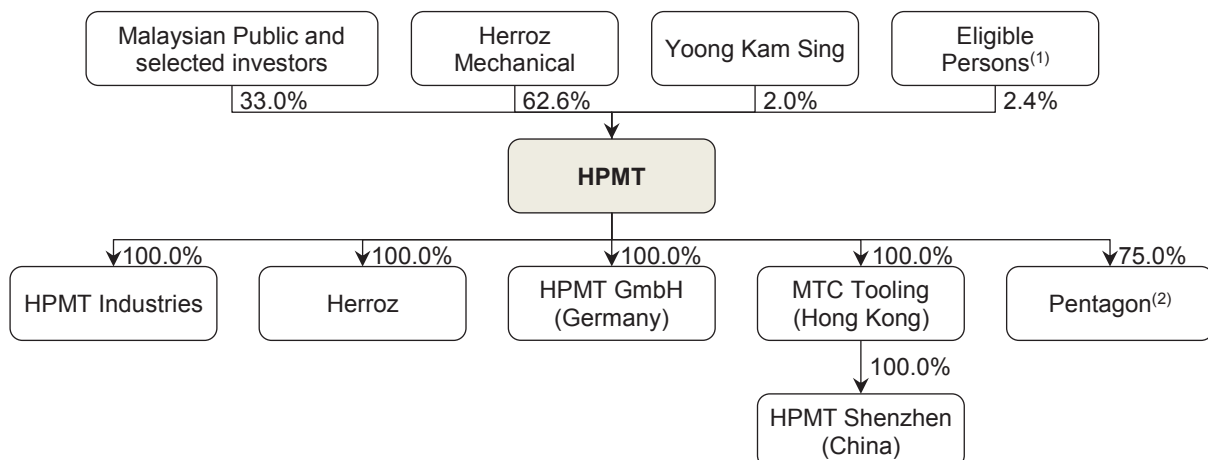 Malaysian Public and
selected investors
Herroz
Mechanical
Yoong Kam Sing
Eligible
Persons(1)
33.0%
62.6%
2.0%
2.4%
HPMT
100.0%
100.0%
100.0%
100.0%
75.0%
HPMT Industries
Herroz
HPMT GmbH
(Germany)
MTC Tooling
(Hong Kong)
Pentagon(2)
100.0%
HPMT Shenzhen
(China)